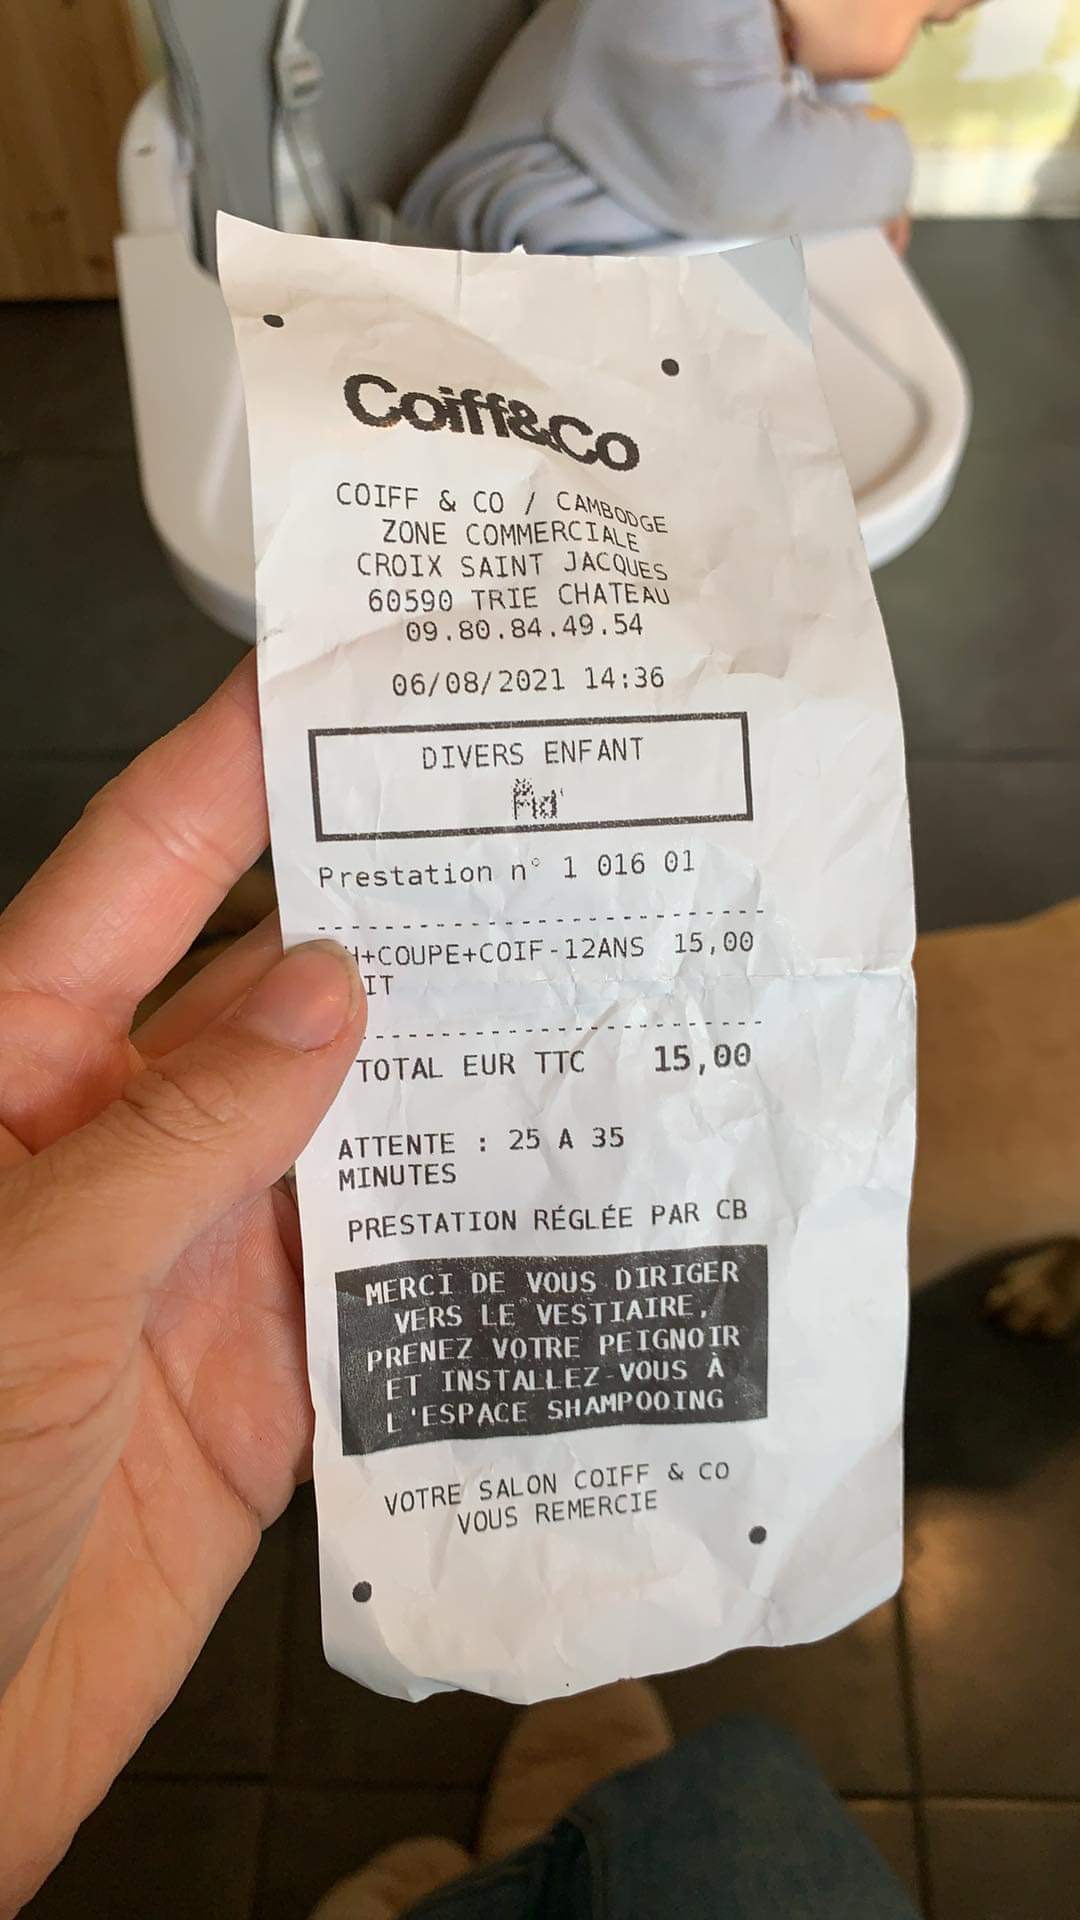 Coiff&Co
COIFF & CO / CAMBODGE
ZONE COMMERCIALE
CROIX SAINT JACQUES
60590 TRIE CHATEAU
09.80.84.49.54
06/08/2021 14:36
DIVERS ENFANT
Prestation n° 1 016 01
H+COUPE+COIF-12ANS 15,00
IT
TOTAL EUR TTC 15,00
ATTENTE : 25 A 35
MINUTES
PRESTATION RÉGLÉE PAR CB
MERCI DE VOUS DIRIGER
VERS LE VESTIAIRE,
PRENEZ VOTRE PEIGNOIR
ET INSTALLEZ-VOUS À
L'ESPACE SHAMPOOING
VOTRE SALON COIFF & CO
VOUS REMERCIE